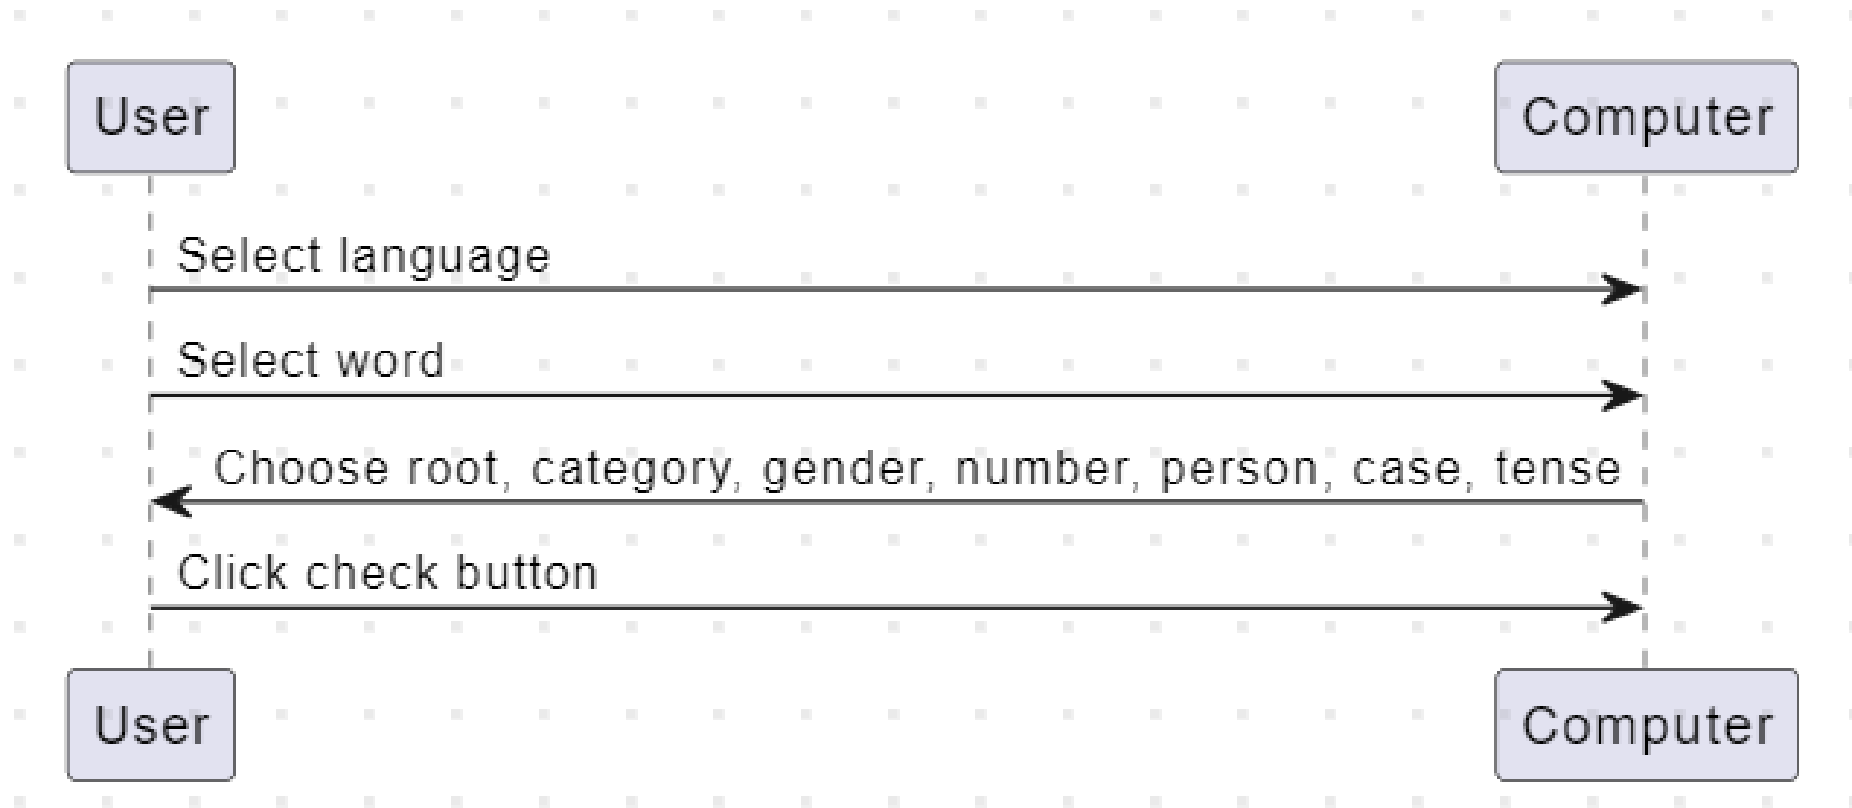 User
Computer
Select language
Select word
Choose root, category, gender, number, person, case, tense
Click check button
User
Computer